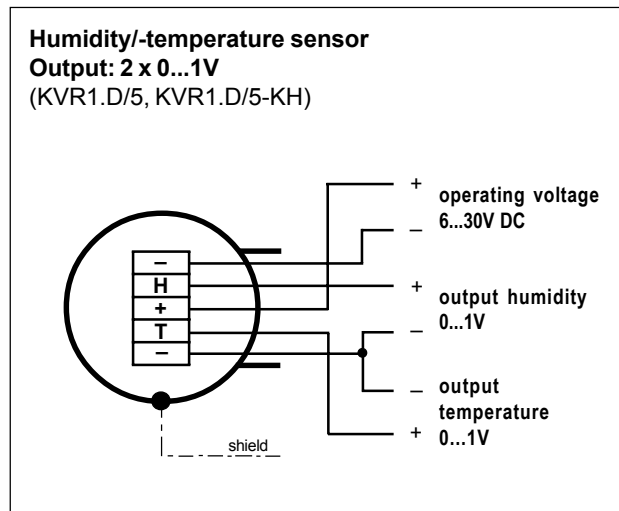 Humidity/-temperature sensor
Output: 2 x 0...1V
(KVR1.D/5, KVR1.D/5-KH)
–
H
+
T
–
+
operating voltage
6...30V DC
–
+
output humidity
0...1V
–
–
output
temperature
+
0...1V
shield